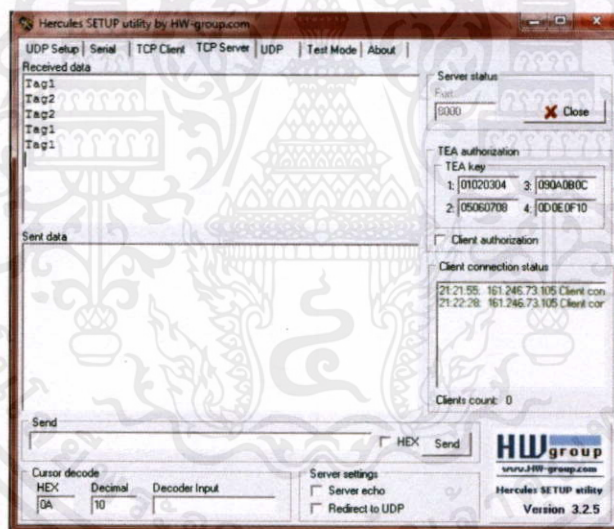 Hercules SETUP utility by HW-group.com
UDP Setup Serial TCP Client TCP Server UDP Test Mode About
Received data
Tag1
Tag2
Tag2
Tag1
Tag1
Sent data
Server status
Port
Close
TEA authorization
TEA key
1: 01020304 3: 090A0B0C
2: 05060708 4: 0D0E0F10
Client authorization
Client connection status
21:21:55: 161.246.73.105 Client con
21:22:28: 161.246.73.105 Client con
Clients count: 0
Send
HEX Send
Cursor decode
HEX Decimal Decoder Input
0A 10
Server settings
Server echo
Redirect to UDP
HW group
www.HW-group.com
Hercules SETUP utility
Version 3.2.5